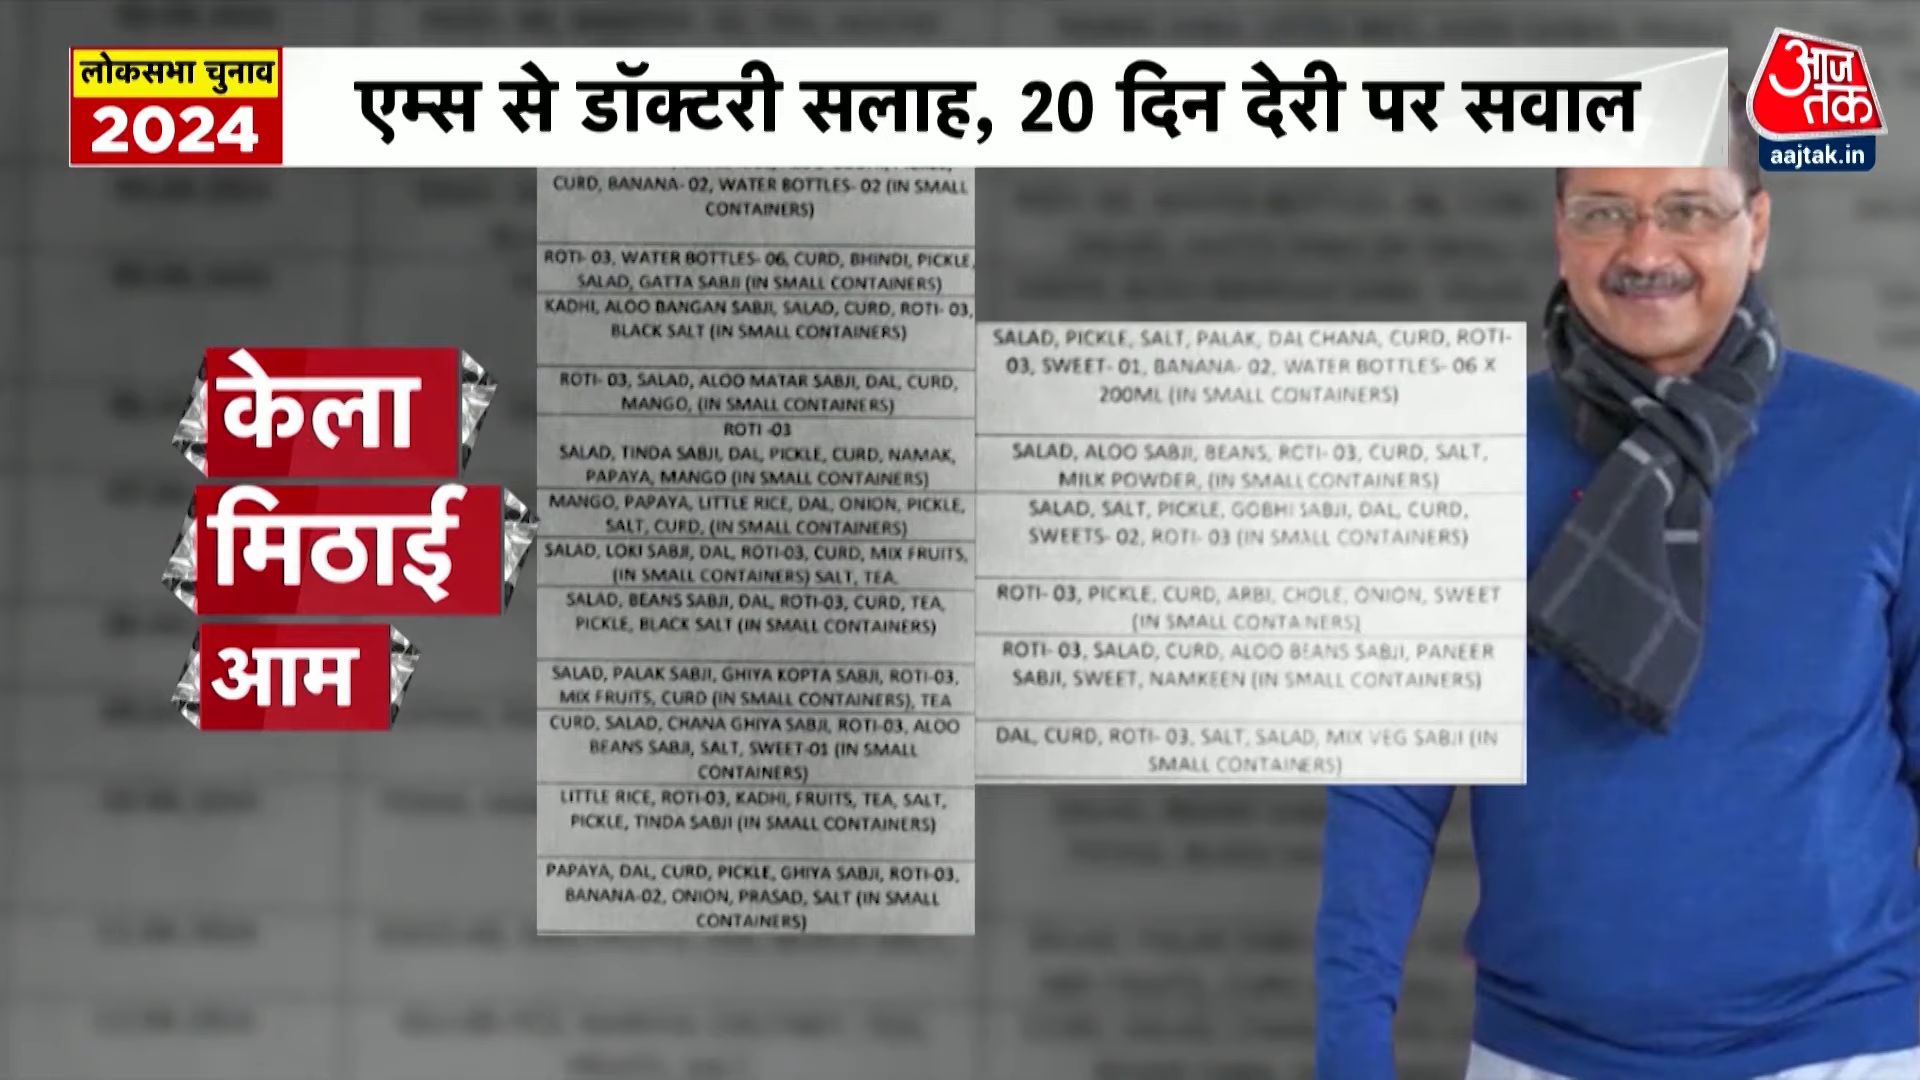 लोकसभा चुनाव
2024
एम्स से डॉक्टरी सलाह, 20 दिन देरी पर सवाल
आज
तक
aajtak.in
केला
मिठाई
आम
CURD, BANANA- 02, WATER BOTTLES- 02 (IN SMALL
CONTAINERS)
ROTI- 03, WATER BOTTLES- 06, CURD, BHINDI, PICKLE,
SALAD, GATTA SABJI (IN SMALL CONTAINERS)
KADHI, ALOO BANGAN SABJI, SALAD, CURD, ROTI- 03,
BLACK SALT (IN SMALL CONTAINERS)
ROTI- 03, SALAD, ALOO MATAR SABJI, DAL, CURD,
MANGO, (IN SMALL CONTAINERS)
ROTI -03
SALAD, TINDA SABJI, DAL, PICKLE, CURD, NAMAK,
PAPAYA, MANGO (IN SMALL CONTAINERS)
MANGO, PAPAYA, LITTLE RICE, DAL, ONION, PICKLE,
SALT, CURD, (IN SMALL CONTAINERS)
SALAD, LOKI SABJI, DAL, ROTI-03, CURD, MIX FRUITS,
(IN SMALL CONTAINERS) SALT, TEA.
SALAD, BEANS SABJI, DAL, ROTI-03, CURD, TEA,
PICKLE, BLACK SALT (IN SMALL CONTAINERS)
SALAD, PALAK SABJI, GHIYA KOPTA SABJI, ROTI-03,
MIX FRUITS, CURD (IN SMALL CONTAINERS), TEA
CURD, SALAD, CHANA GHIYA SABJI, ROTI-03, ALOO
BEANS SABJI, SALT, SWEET-01 (IN SMALL
CONTAINERS)
LITTLE RICE, ROTI-03, KADHI, FRUITS, TEA, SALT,
PICKLE, TINDA SABJI (IN SMALL CONTAINERS)
PAPAYA, DAL, CURD, PICKLE, GHIYA SABJI, ROTI-03,
BANANA-02, ONION, PRASAD, SALT (IN SMALL
CONTAINERS)
SALAD, PICKLE, SALT, PALAK, DAL CHANA, CURD, ROTI-
03, SWEET- 01, BANANA- 02, WATER BOTTLES- 06 X
200ML (IN SMALL CONTAINERS)
SALAD, ALOO SABJI, BEANS, ROTI- 03, CURD, SALT,
MILK POWDER, (IN SMALL CONTAINERS)
SALAD, SALT, PICKLE, GOBHI SABJI, DAL, CURD,
SWEETS- 02, ROTI- 03 (IN SMALL CONTAINERS)
ROTI- 03, PICKLE, CURD, ARBI, CHOLE, ONION, SWEET
(IN SMALL CONTAINERS)
ROTI- 03, SALAD, CURD, ALOO BEANS SABJI, PANEER
SABJI, SWEET, NAMKEEN (IN SMALL CONTAINERS)
DAL, CURD, ROTI- 03, SALT, SALAD, MIX VEG SABJI (IN
SMALL CONTAINERS)